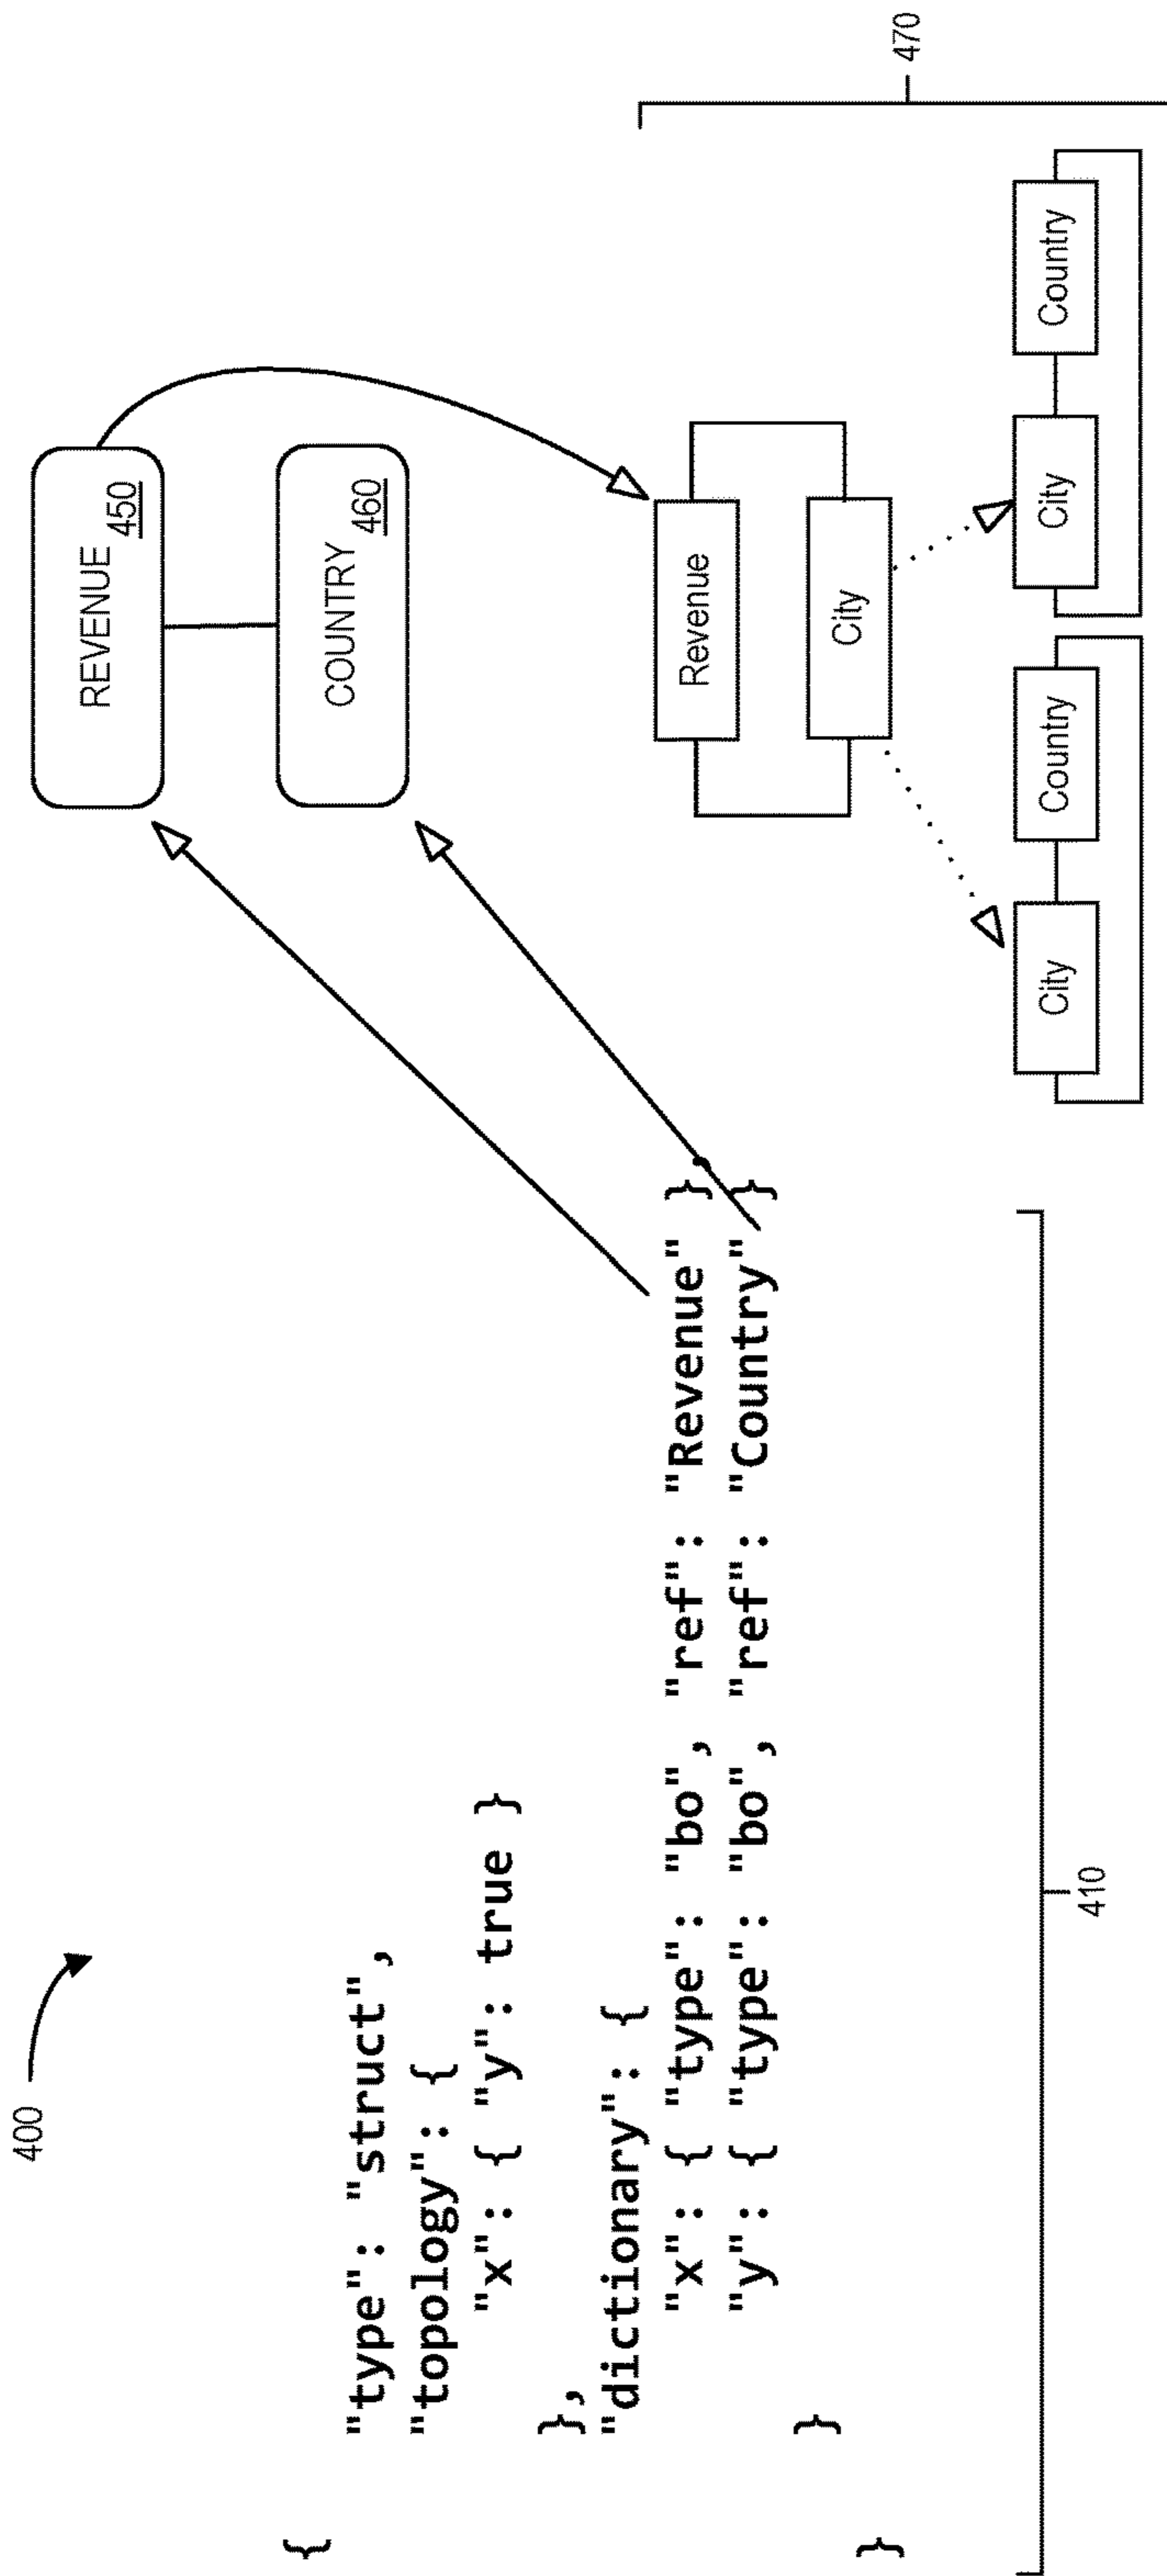 400
{
"type": "struct",
"topology": {
"x": { "y": true }
},
"dictionary": {
"x": { "type": "bo", "ref": "Revenue" },
"y": { "type": "bo", "ref": "Country" }
}
}
410
REVENUE
450
COUNTRY
460
Revenue
City
City
Country
City
Country
470